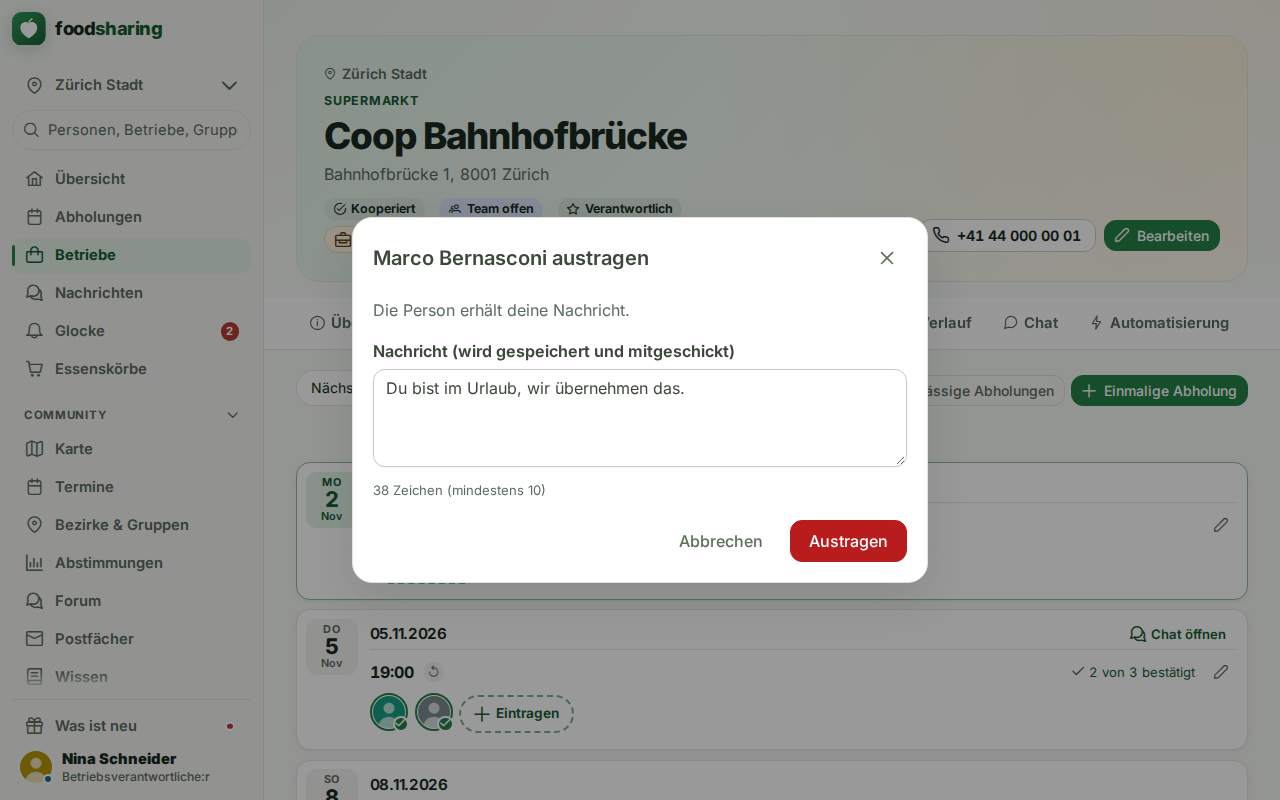 foodsharing
Zürich Stadt
Personen, Betriebe, Grupp
Übersicht
Abholungen
Betriebe
Nachrichten
Glocke
2
Essenskörbe
COMMUNITY
Karte
Termine
Bezirke & Gruppen
Abstimmungen
Forum
Postfächer
Wissen
Was ist neu
Nina Schneider
Betriebsverantwortliche:r
Zürich Stadt
SUPERMARKT
Coop Bahnhofbrücke
Bahnhofbrücke 1, 8001 Zürich
Kooperiert
Team offen
Verantwortlich
+41 44 000 00 01
Bearbeiten
Chat
Automatisierung
Einmalige Abholung
Marco Bernasconi austragen
Die Person erhält deine Nachricht.
Nachricht (wird gespeichert und mitgeschickt)
Du bist im Urlaub, wir übernehmen das.
38 Zeichen (mindestens 10)
Abbrechen
Austragen
MO
2
Nov
DO
5
Nov
05.11.2026
Chat öffnen
19:00
2 von 3 bestätigt
Eintragen
SO
8
08.11.2026